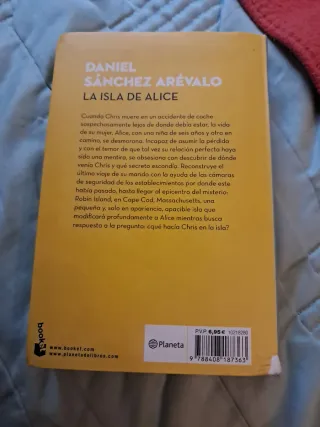 DANIEL
SÁNCHEZ ARÉVALO
LA ISLA DE ALICE
Cuando Chris muere en un accidente de coche
sospechosamente lejos de donde debía estar, la vida
de su mujer, Alice, con una niña de seis años y otra en
camino, se desmorona. Incapaz de asumir la pérdida
y con el temor de que tal vez su relación perfecta haya
sido una mentira, se obsesiona con descubrir de dónde
venía Chris y qué secreto escondía. Reconstruye el
último viaje de su marido con la ayuda de las cámaras
de seguridad de los establecimientos por donde este
había pasado, hasta llegar al epicentro del misterio:
Robin Island, en Cape Cod, Massachusetts, una
pequeña y, solo en apariencia, apacible isla que
modificará profundamente a Alice mientras busca
respuesta a la pregunta: ¿qué hacía Chris en la isla?
booket
www.booket.com
www.planetadelibros.com
Planeta
PVP 6,95 €
9 788408 187363